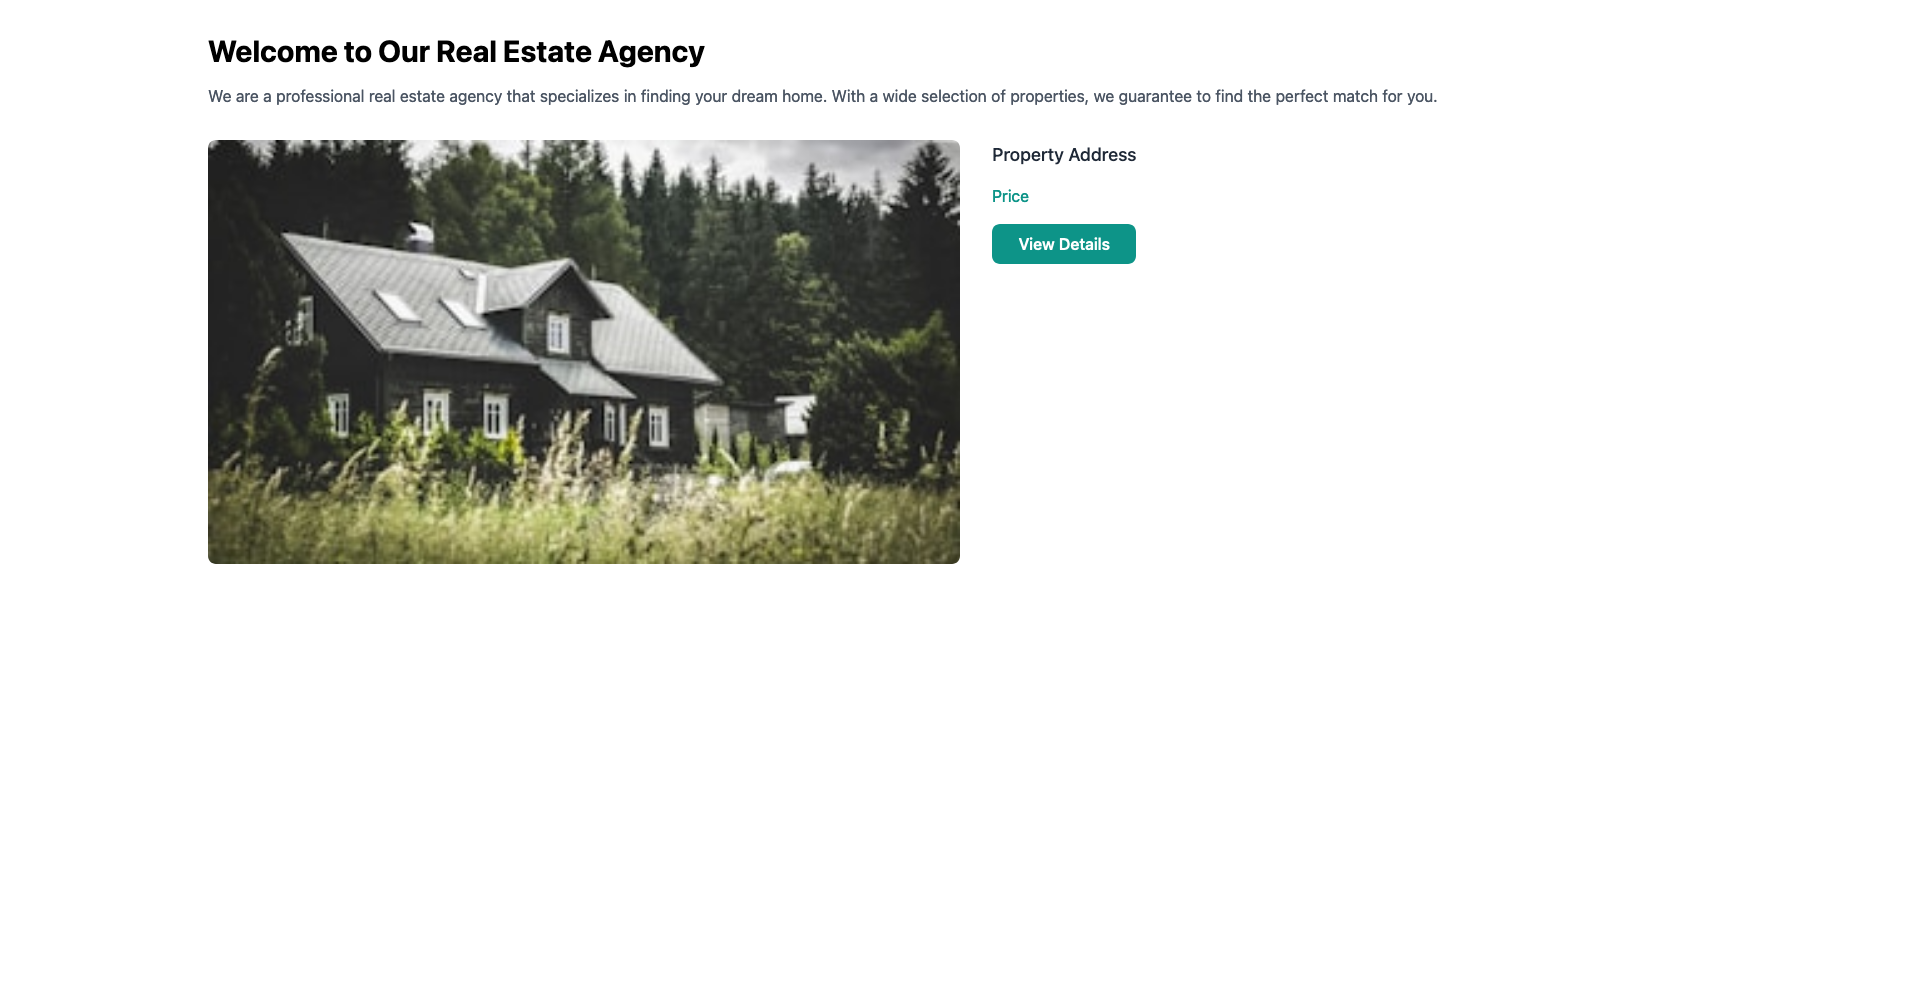 Welcome to Our Real Estate Agency
We are a professional real estate agency that specializes in finding your dream home. With a wide selection of properties, we guarantee to find the perfect match for you.
Property Address
Price
View Details